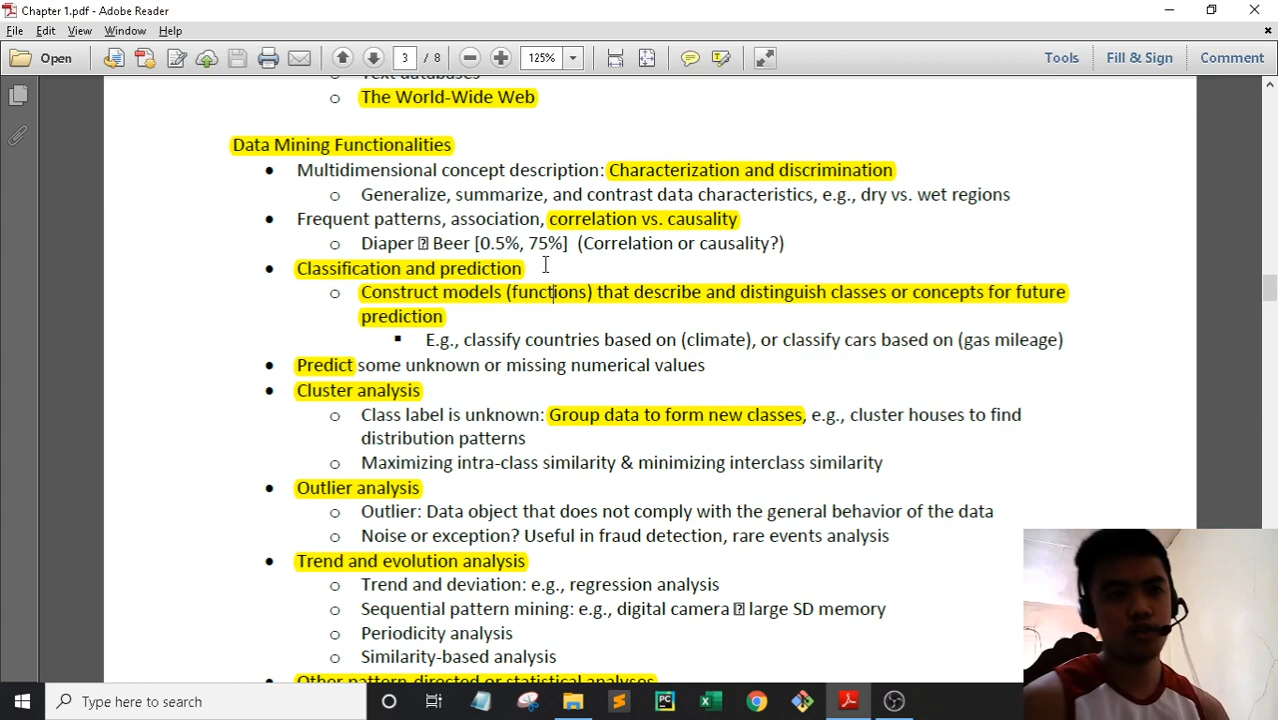 Chapter 1.pdf - Adobe Reader
File Edit View Window Help
Open 3 / 8 125% Tools Fill & Sign Comment
Text databases
o The World-Wide Web
Data Mining Functionalities
• Multidimensional concept description: Characterization and discrimination
o Generalize, summarize, and contrast data characteristics, e.g., dry vs. wet regions
• Frequent patterns, association, correlation vs. causality
o Diaper ? Beer [0.5%, 75%] (Correlation or causality?)
• Classification and prediction
o Construct models (functions) that describe and distinguish classes or concepts for future
prediction
▪ E.g., classify countries based on (climate), or classify cars based on (gas mileage)
• Predict some unknown or missing numerical values
• Cluster analysis
o Class label is unknown: Group data to form new classes, e.g., cluster houses to find
distribution patterns
o Maximizing intra-class similarity & minimizing interclass similarity
• Outlier analysis
o Outlier: Data object that does not comply with the general behavior of the data
o Noise or exception? Useful in fraud detection, rare events analysis
• Trend and evolution analysis
o Trend and deviation: e.g., regression analysis
o Sequential pattern mining: e.g., digital camera ? large SD memory
o Periodicity analysis
o Similarity-based analysis
Other pattern-directed or statistical analyses
Type here to search